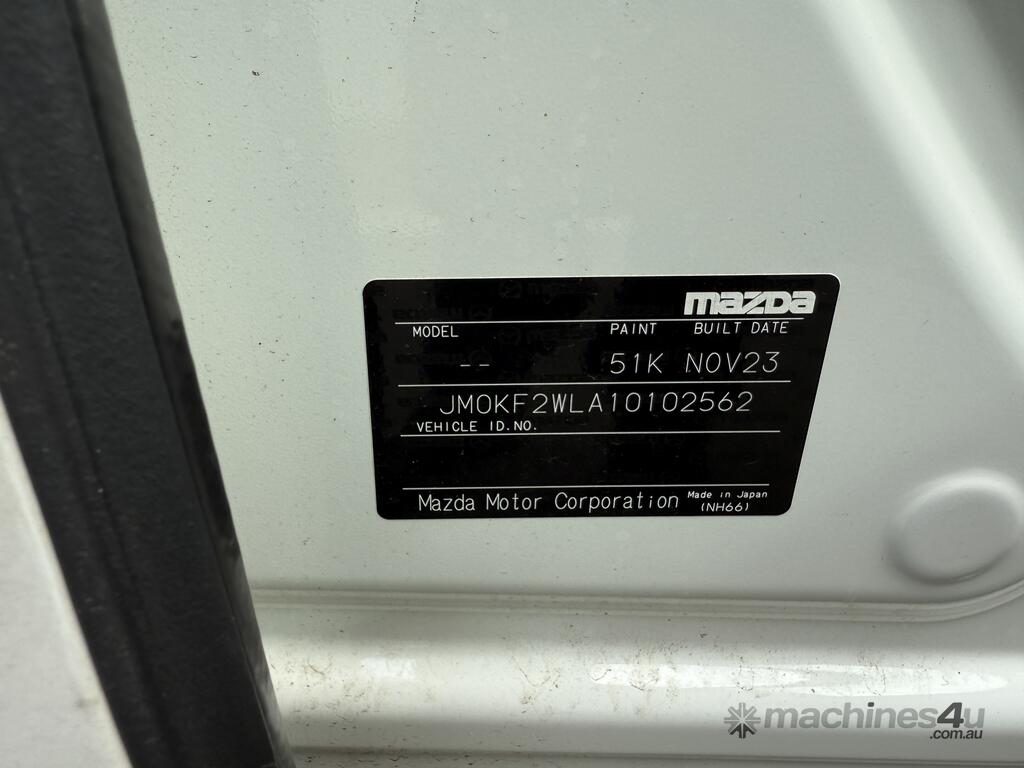 mazda
MODEL PAINT BUILT DATE
-- 51K NOV23
JM0KF2WLA10102562
VEHICLE ID.NO.
Mazda Motor Corporation Made in Japan
(NH66)
machines4u
.com.au